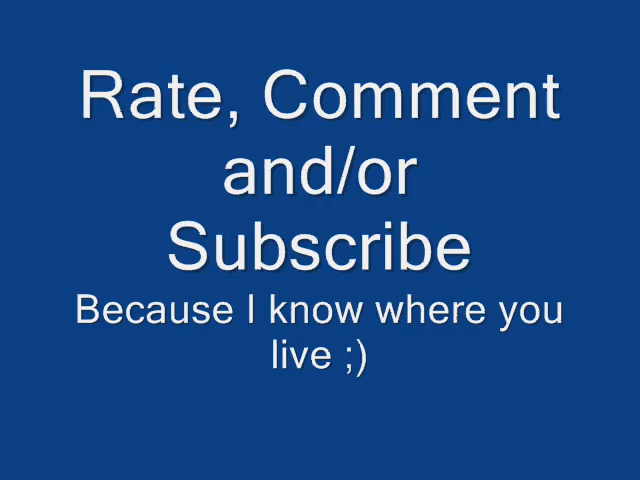 Rate, Comment
and/or
Subscribe
Because I know where you
live ;)